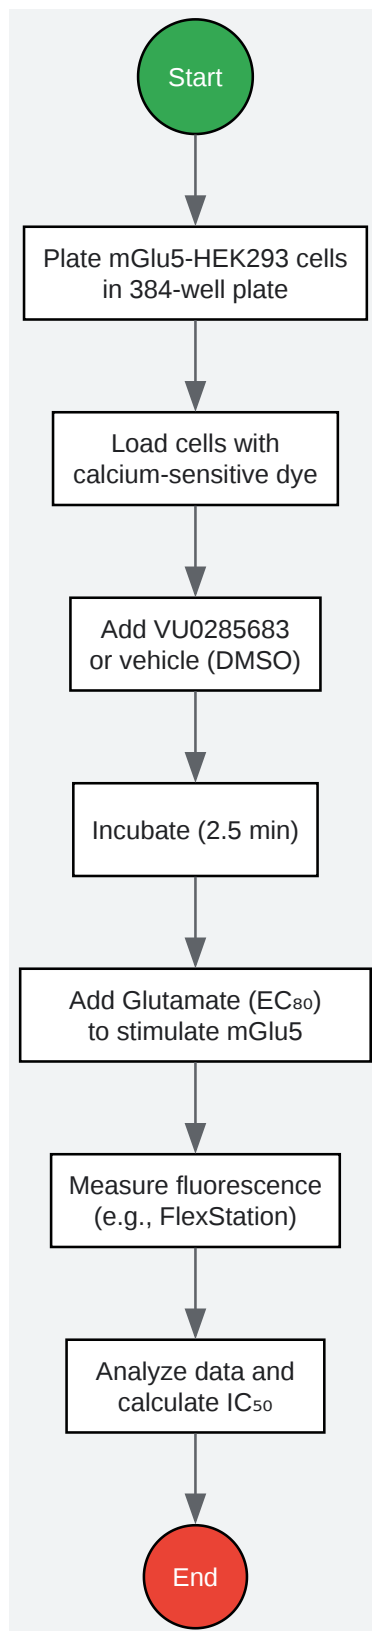 Start
Plate mGlu5-HEK293 cells
in 384-well plate
Load cells with
calcium-sensitive dye
Add VU0285683
or vehicle (DMSO)
Incubate (2.5 min)
Add Glutamate (EC₈₀)
to stimulate mGlu5
Measure fluorescence
(e.g., FlexStation)
Analyze data and
calculate IC₅₀
End